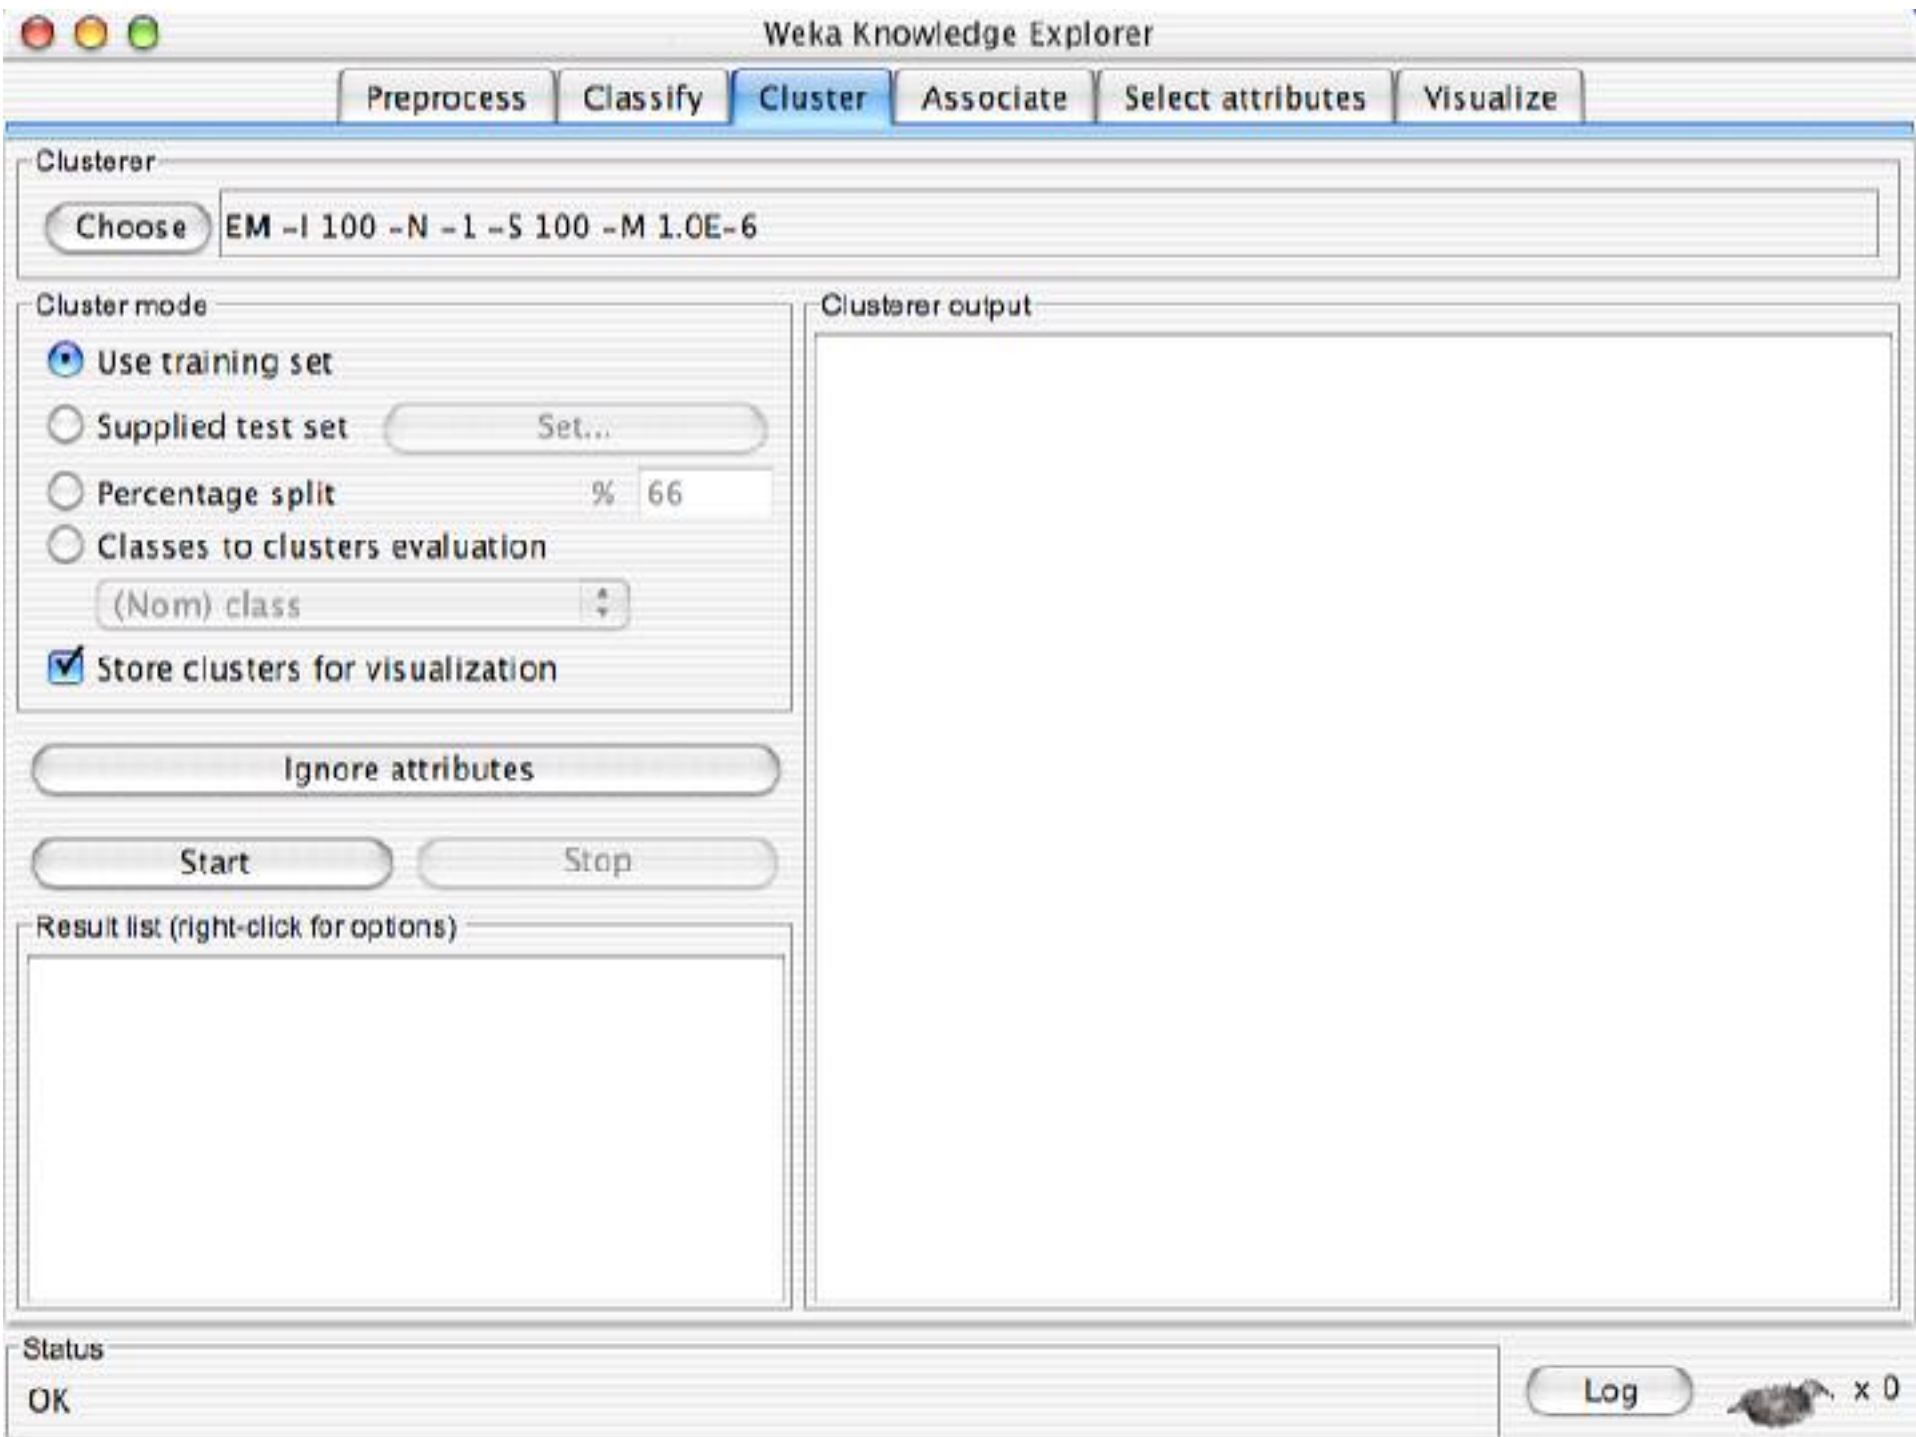 Weka Knowledge Explorer
Preprocess Classify Cluster Associate Select attributes Visualize
Clusterer
Choose EM -I 100 -N -1 -S 100 -M 1.0E-6
Cluster mode
Use training set
Supplied test set Set...
Percentage split % 66
Classes to clusters evaluation
(Nom) class
Store clusters for visualization
Ignore attributes
Start Stop
Result list (right-click for options)
Clusterer output
Status
OK
Log x 0